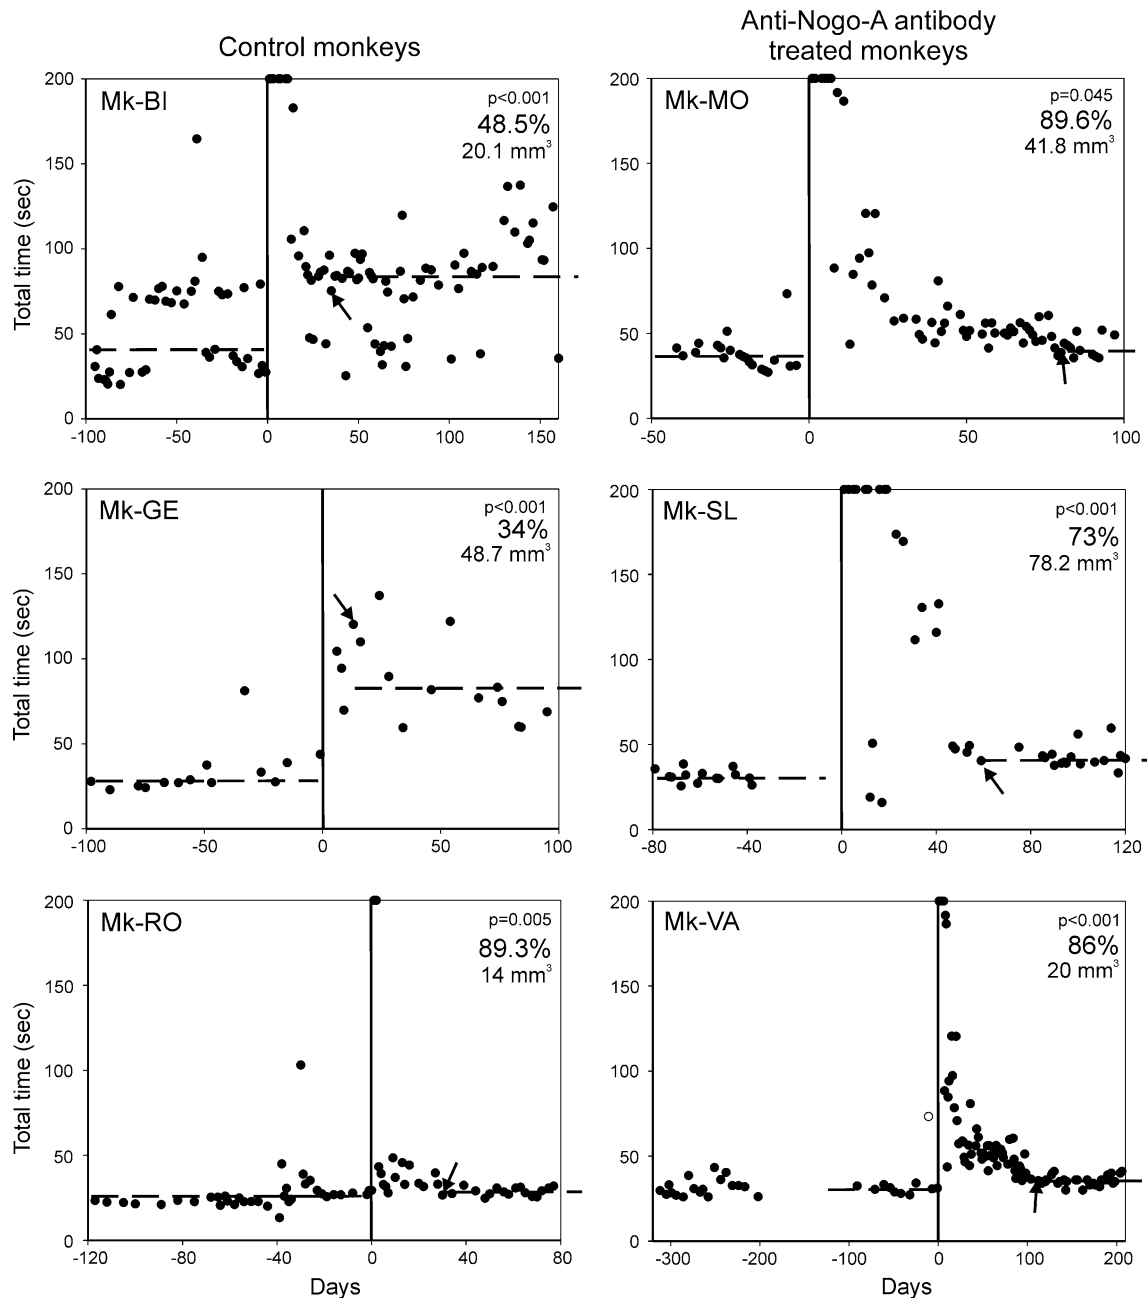 Control monkeys
Anti-Nogo-A antibody
treated monkeys
Total time (sec)
200
150
100
50
0
Mk-BI
p<0.001
48.5%
20.1 mm³
-100
-50
0
50
100
150
200
150
100
50
0
Mk-MO
p=0.045
89.6%
41.8 mm³
-50
0
50
100
Total time (sec)
200
150
100
50
0
Mk-GE
p<0.001
34%
48.7 mm³
-100
-50
0
50
100
200
150
100
50
0
Mk-SL
p<0.001
73%
78.2 mm³
-80
-40
0
40
80
120
Total time (sec)
200
150
100
50
0
Mk-RO
p=0.005
89.3%
14 mm³
-120
-80
-40
0
40
80
Days
200
150
100
50
0
Mk-VA
p<0.001
86%
20 mm³
-300
-200
-100
0
100
200
Days